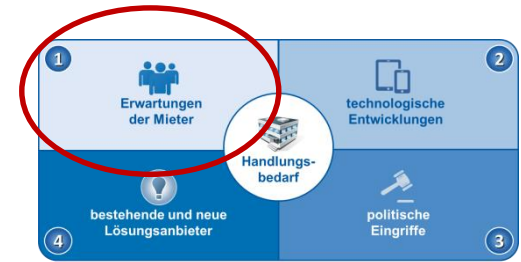 1
Erwartungen
der Mieter
2
technologische
Entwicklungen
Handlungs-
bedarf
4
bestehende und neue
Lösungsanbieter
3
politische
Eingriffe